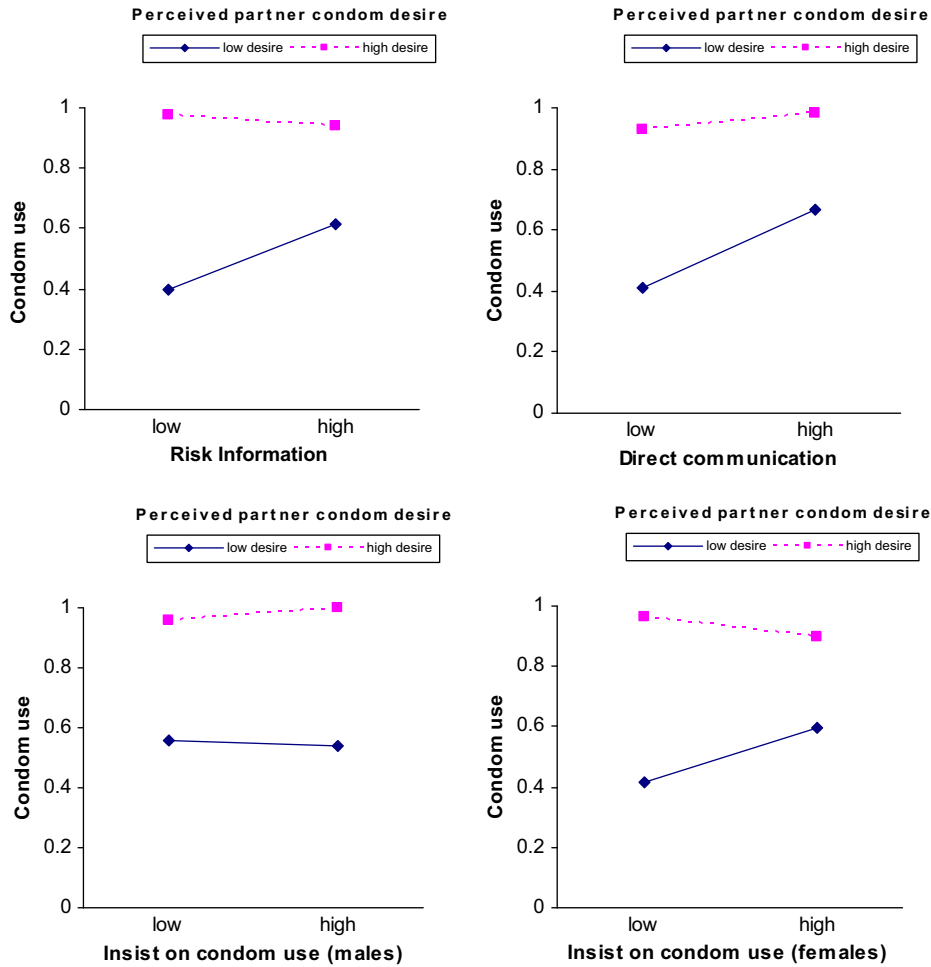 Perceived partner condom desire
low desire high desire
1
0.8
0.6
0.4
0.2
0
Condom use
low high
Risk Information
Perceived partner condom desire
low desire high desire
1
0.8
0.6
0.4
0.2
0
Condom use
low high
Direct communication
Perceived partner condom desire
low desire high desire
1
0.8
0.6
0.4
0.2
0
Condom use
low high
Insist on condom use (males)
Perceived partner condom desire
low desire high desire
1
0.8
0.6
0.4
0.2
0
Condom use
low high
Insist on condom use (females)